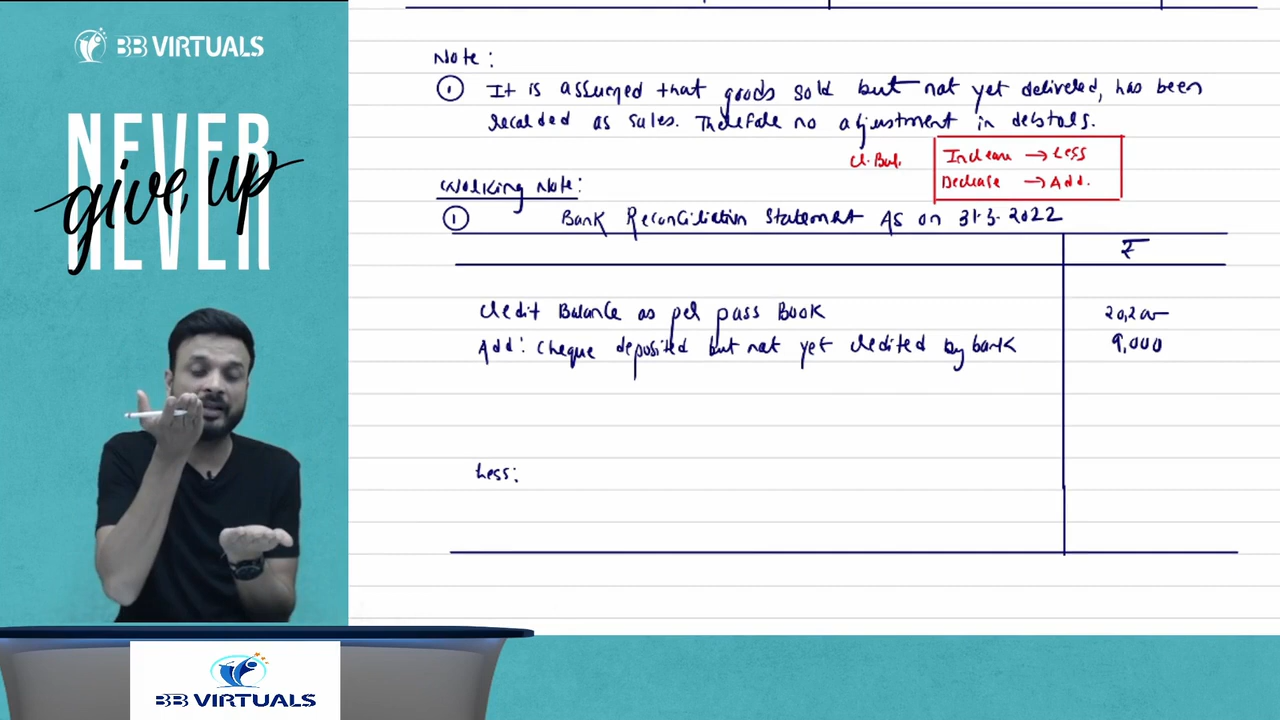 BB VIRTUALS
NEVER
give up
NEVER
Note:
① It is assumed that goods sold but not yet delivered, has been
recorded as sales. Therefore no adjustment in debtors.
Cl. Bal.
Increase → Less
Decrease → Add.
Working Note:
① Bank Reconciliation Statement As on 31.3.2022
₹
Credit Balance as per pass Book 20,200
Add: Cheque deposited but not yet credited by bank 9,000
Less:
BB VIRTUALS